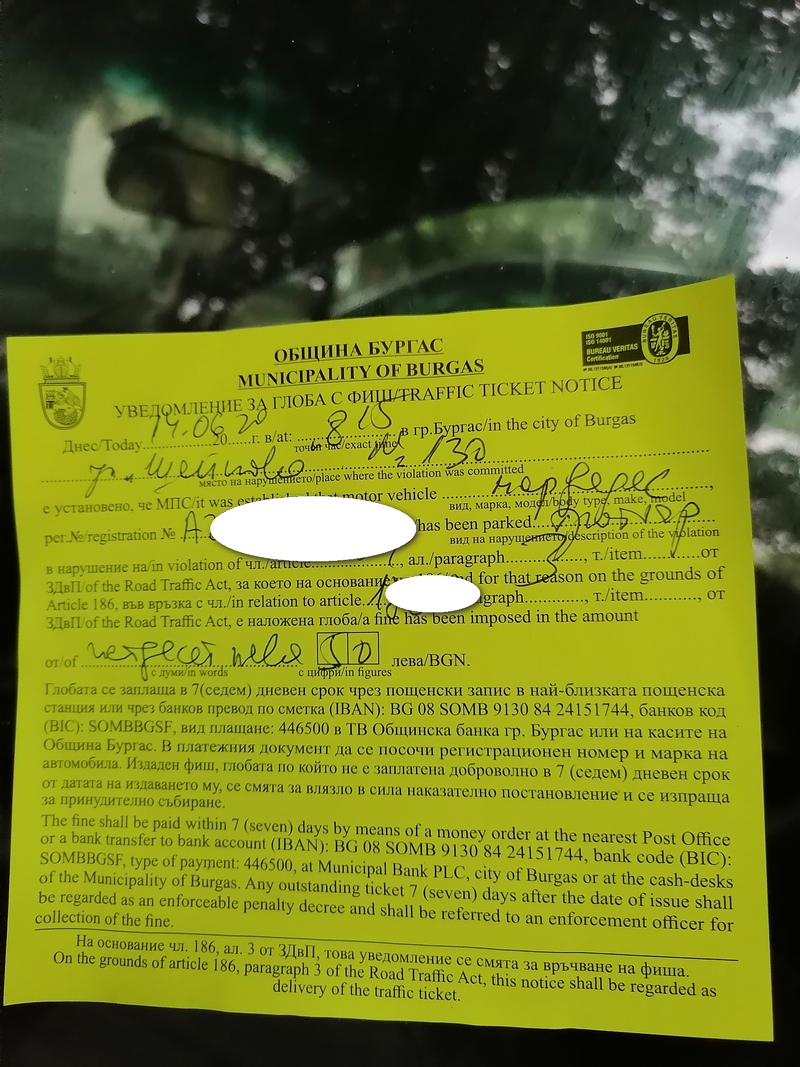 ОБЩИНА БУРГАС
MUNICIPALITY OF BURGAS
УВЕДОМЛЕНИЕ ЗА ГЛОБА С ФИШ/TRAFFIC TICKET NOTICE
ISO 9001
ISO 14001
BUREAU VERITAS
Certification
BUREAU VERITAS
1828
Днес/Today 14.06 2020 г. в/at: 8 15 в гр.Бургас/in the city of Burgas
точен час/exact time
ул. Шейново № 130
място на нарушението/place where the violation was committed
е установено, че МПС/it was established that motor vehicle мерцедес,
вид, марка, модел/body type, make, model
рег.№/registration № А /has been parked
вид на нарушението/description of the violation
в нарушение на/in violation of чл./article , ал./paragraph , т./item от
ЗДвП/of the Road Traffic Act, за което на основание and for that reason on the grounds of
Article 186, във връзка с чл./in relation to article 1 agraph , т./item , от
ЗДвП/of the Road Traffic Act, е наложена глоба/a fine has been imposed in the amount
от/of петдесет лева 50 лева/BGN.
с думи/in words с цифри/in figures
Глобата се заплаща в 7(седем) дневен срок чрез пощенски запис в най-близката пощенска
станция или чрез банков превод по сметка (IBAN): BG 08 SOMB 9130 84 24151744, банков код
(BIC): SOMBBGSF, вид плащане: 446500 в ТВ Общинска банка гр. Бургас или на касите на
Община Бургас. В платежния документ да се посочи регистрационен номер и марка на
автомобила. Издаден фиш, глобата по който не е заплатена доброволно в 7 (седем) дневен срок
от датата на издаването му, се смята за влязло в сила наказателно постановление и се изпраща
за принудително събиране.
The fine shall be paid within 7 (seven) days by means of a money order at the nearest Post Office
or a bank transfer to bank account (IBAN): BG 08 SOMB 9130 84 24151744, bank code (BIC):
SOMBBGSF, type of payment: 446500, at Municipal Bank PLC, city of Burgas or at the cash-desks
of the Municipality of Burgas. Any outstanding ticket 7 (seven) days after the date of issue shall
be regarded as an enforceable penalty decree and shall be referred to an enforcement officer for
collection of the fine.
На основание чл. 186, ал. 3 от ЗДвП, това уведомление се смята за връчване на фиша.
On the grounds of article 186, paragraph 3 of the Road Traffic Act, this notice shall be regarded as
delivery of the traffic ticket.